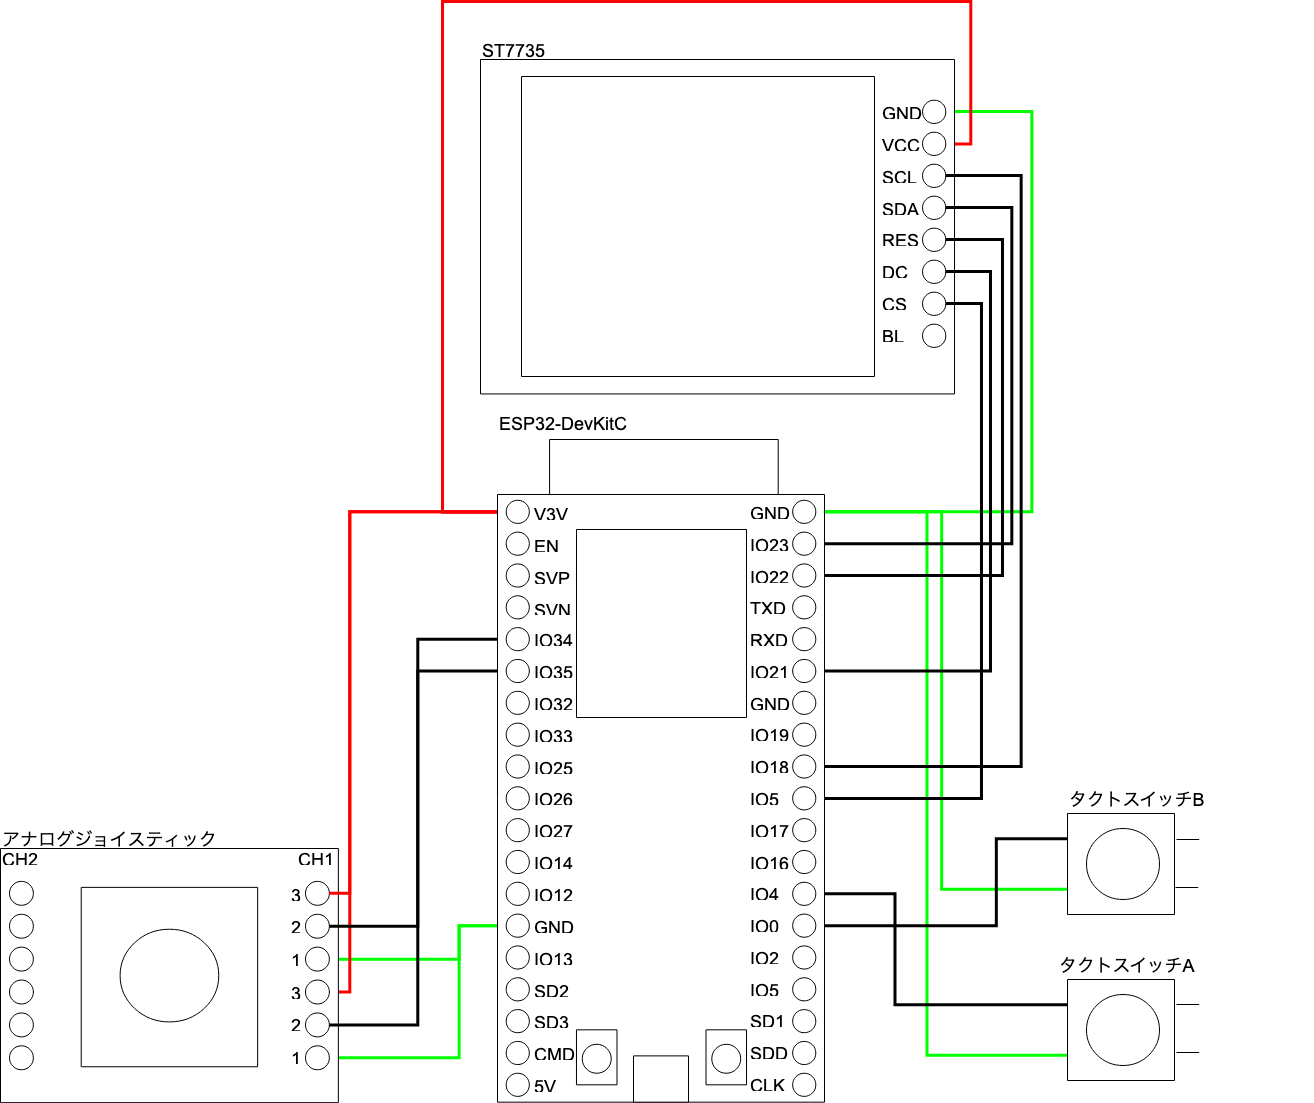 ST7735
GND
VCC
SCL
SDA
RES
DC
CS
BL
ESP32-DevKitC
V3V
EN
SVP
SVN
IO34
IO35
IO32
IO33
IO25
IO26
IO27
IO14
IO12
GND
IO13
SD2
SD3
CMD
5V
GND
IO23
IO22
TXD
RXD
IO21
GND
IO19
IO18
IO5
IO17
IO16
IO4
IO0
IO2
IO5
SD1
SDD
CLK
アナログジョイスティック
CH2
CH1
3
2
1
3
2
1
タクトスイッチB
タクトスイッチA